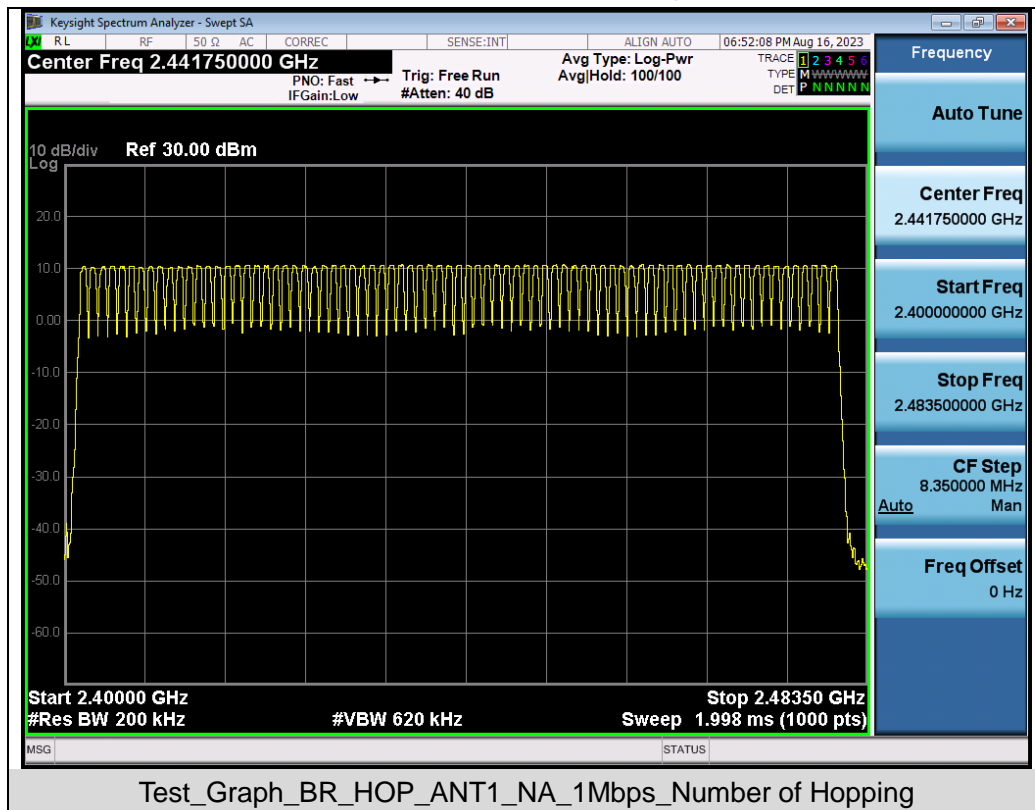 Keysight Spectrum Analyzer - Swept SA
LXI RL RF 50 Ω AC CORREC SENSE:INT ALIGN AUTO 06:52:08 PM Aug 16, 2023
Center Freq 2.441750000 GHz Avg Type: Log-Pwr TRACE 1 2 3 4 5 6
PNO: Fast Trig: Free Run Avg|Hold: 100/100 TYPE M WWWWW
IFGain:Low #Atten: 40 dB DET P N N N N N
Frequency
Auto Tune
Center Freq
2.441750000 GHz
Start Freq
2.400000000 GHz
Stop Freq
2.483500000 GHz
CF Step
8.350000 MHz
Auto Man
Freq Offset
0 Hz
10 dB/div Ref 30.00 dBm
Log
20.0
10.0
0.00
-10.0
-20.0
-30.0
-40.0
-50.0
-60.0
Start 2.40000 GHz Stop 2.48350 GHz
#Res BW 200 kHz #VBW 620 kHz Sweep 1.998 ms (1000 pts)
MSG STATUS
Test_Graph_BR_HOP_ANT1_NA_1Mbps_Number of Hopping